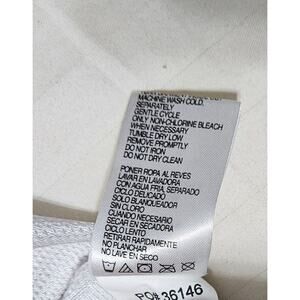 MACHINE WASH COLD,
SEPARATELY
GENTLE CYCLE
ONLY NON-CHLORINE BLEACH
WHEN NECESSARY
TUMBLE DRY LOW
REMOVE PROMPTLY
DO NOT IRON
DO NOT DRY CLEAN
PONER ROPA AL REVES
LAVAR EN LAVADORA
CON AGUA FRIA, SEPARADO
CICLO DELICADO
SOLO BLANQUEADOR
SIN CLORO
CUANDO NECESARIO
SECAR EN SECADORA
CICLO LENTO
RETIRAR RAPIDAMENTE
NO PLANCHAR
NO LAVE EN SECO
PO# 36146